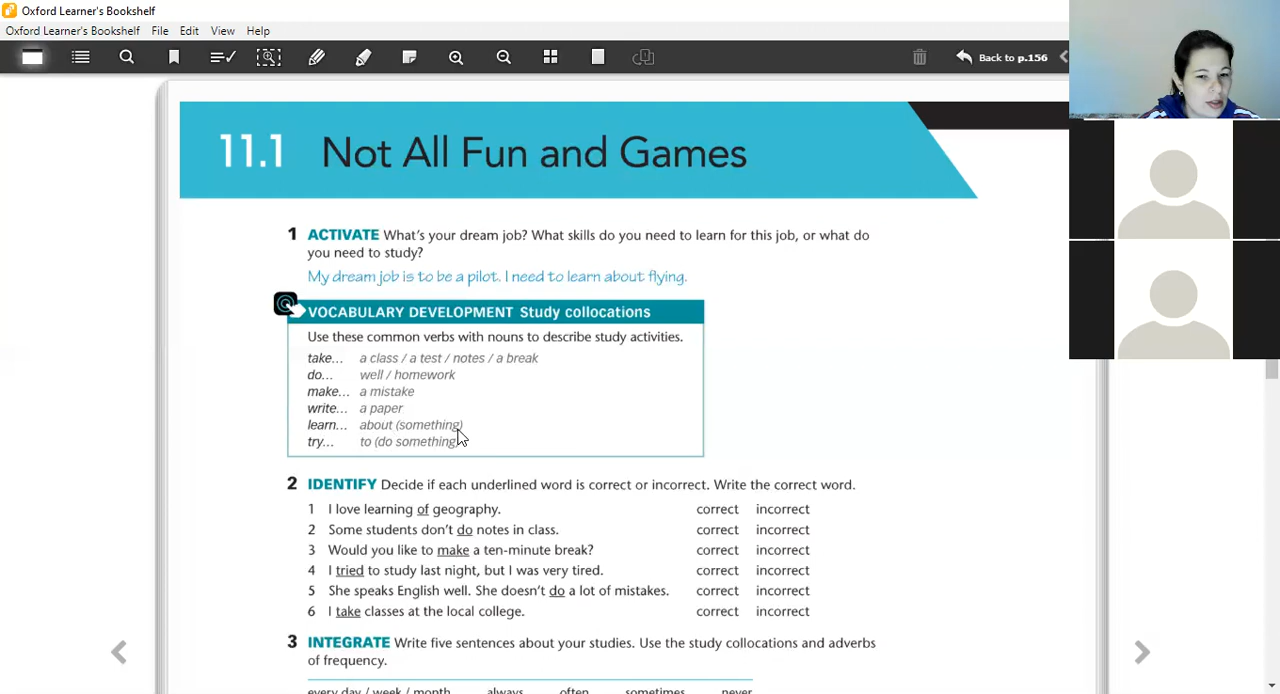 Oxford Learner's Bookshelf
Oxford Learner's Bookshelf File Edit View Help
Back to p.156
11.1 Not All Fun and Games
1 ACTIVATE What's your dream job? What skills do you need to learn for this job, or what do
you need to study?
My dream job is to be a pilot. I need to learn about flying.
VOCABULARY DEVELOPMENT Study collocations
Use these common verbs with nouns to describe study activities.
take... a class / a test / notes / a break
do... well / homework
make... a mistake
write... a paper
learn... about (something)
try... to (do something)
2 IDENTIFY Decide if each underlined word is correct or incorrect. Write the correct word.
1 I love learning of geography. correct incorrect
2 Some students don't do notes in class. correct incorrect
3 Would you like to make a ten-minute break? correct incorrect
4 I tried to study last night, but I was very tired. correct incorrect
5 She speaks English well. She doesn't do a lot of mistakes. correct incorrect
6 I take classes at the local college. correct incorrect
3 INTEGRATE Write five sentences about your studies. Use the study collocations and adverbs
of frequency.
every day / week / month always often sometimes never